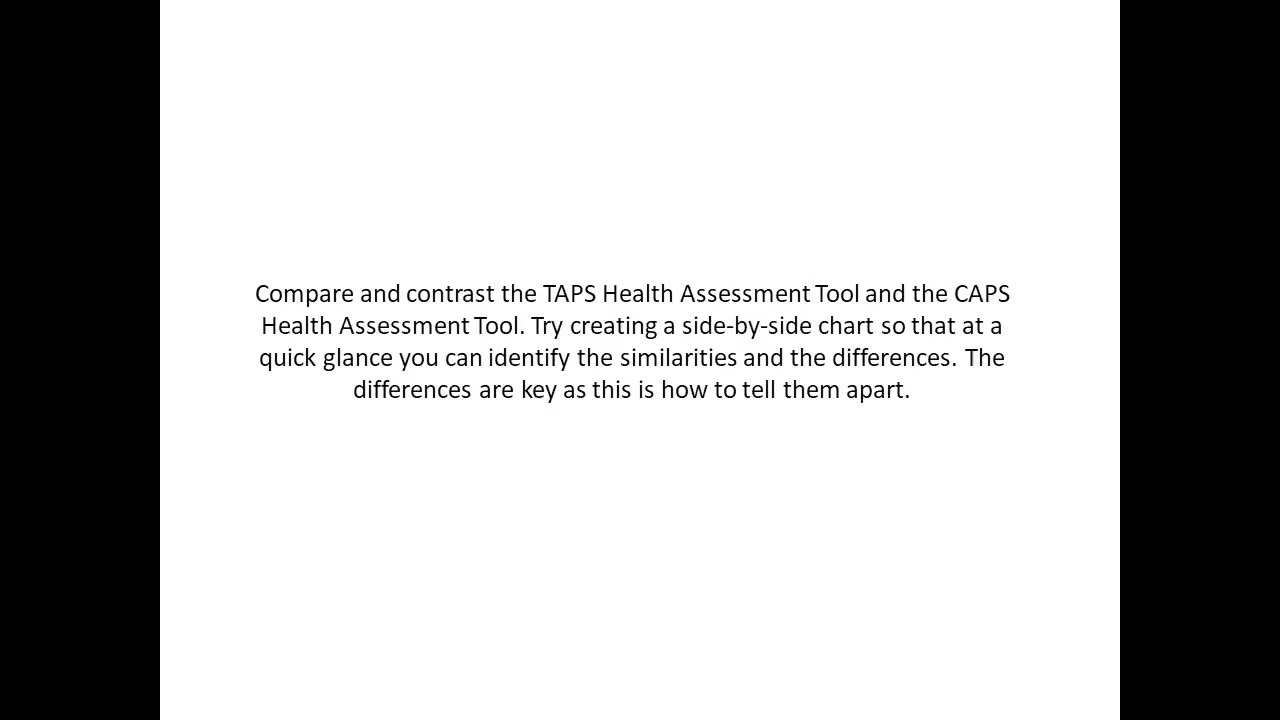 Compare and contrast the TAPS Health Assessment Tool and the CAPS
Health Assessment Tool. Try creating a side-by-side chart so that at a
quick glance you can identify the similarities and the differences. The
differences are key as this is how to tell them apart.